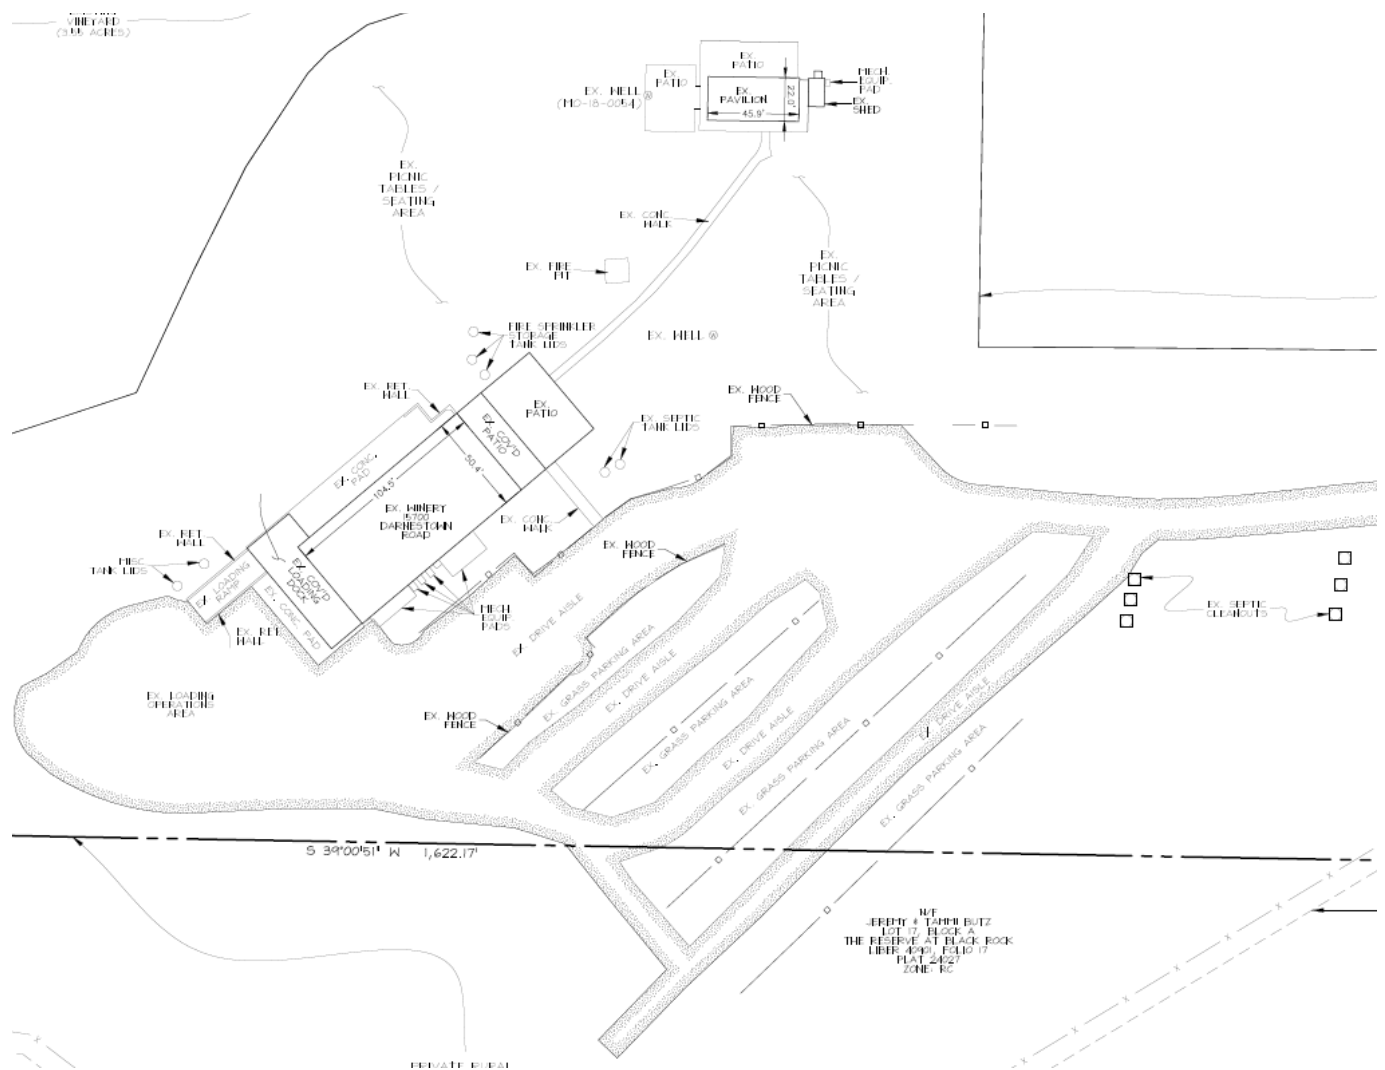 VINEYARD
(3.55 ACRES)
EX.
PATIO
EX.
PATIO
EX. WELL
(MO-18-0054)
EX.
PAVILION
22.0'
45.9'
MECH.
EQUIP.
PAD
EX.
SHED
EX.
PICNIC
TABLES /
SEATING
AREA
EX. CONC.
WALK
EX. FIRE
PIT
EX.
PICNIC
TABLES /
SEATING
AREA
FIRE SPRINKLER
STORAGE
TANK LIDS
EX. WELL
EX. RET.
WALL
EX.
PATIO
EX. COV'D
PATIO
EX. SEPTIC
TANK LIDS
EX. WOOD
FENCE
EX. CONC.
PAD
104.5'
50.4'
EX. WINERY
15700
DARNESTOWN
ROAD
EX. CONC.
WALK
EX. RET.
WALL
MISC.
TANK LIDS
EX. LOADING
RAMP
EX. COV'D
LOADING
DOCK
EX. CONC. PAD
EX. RET.
WALL
MECH.
EQUIP.
PADS
EX. WOOD
FENCE
EX. DRIVE AISLE
EX. GRASS PARKING AREA
EX. DRIVE AISLE
EX. GRASS PARKING AREA
EX. DRIVE AISLE
EX. GRASS PARKING AREA
EX. DRIVE AISLE
EX. GRASS PARKING AREA
EX. SEPTIC
CLEANOUTS
EX. LOADING
OPERATIONS
AREA
EX. WOOD
FENCE
S 39°00'51" W 1,622.17'
N/F
JEREMY & TAMMI BUTZ
LOT 17, BLOCK A
THE RESERVE AT BLACK ROCK
LIBER 40901, FOLIO 17
PLAT 24027
ZONE: RC
PRIVATE RURAL